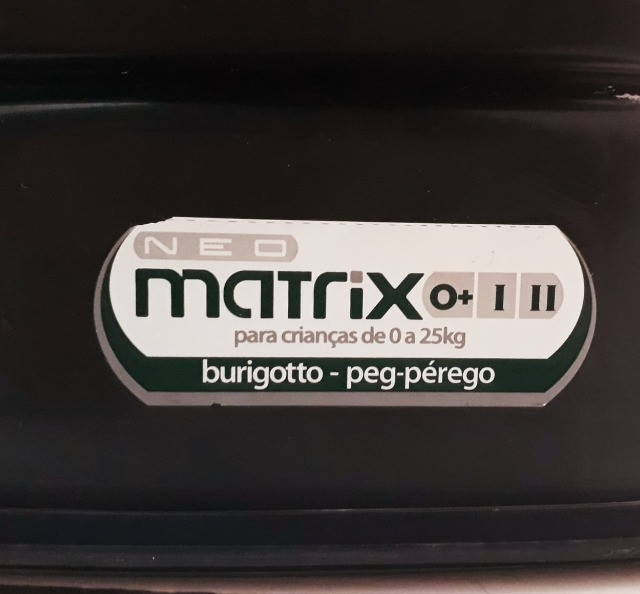 NEO
matrix 0+ I II
para crianças de 0 a 25kg
burigotto - peg-pérego